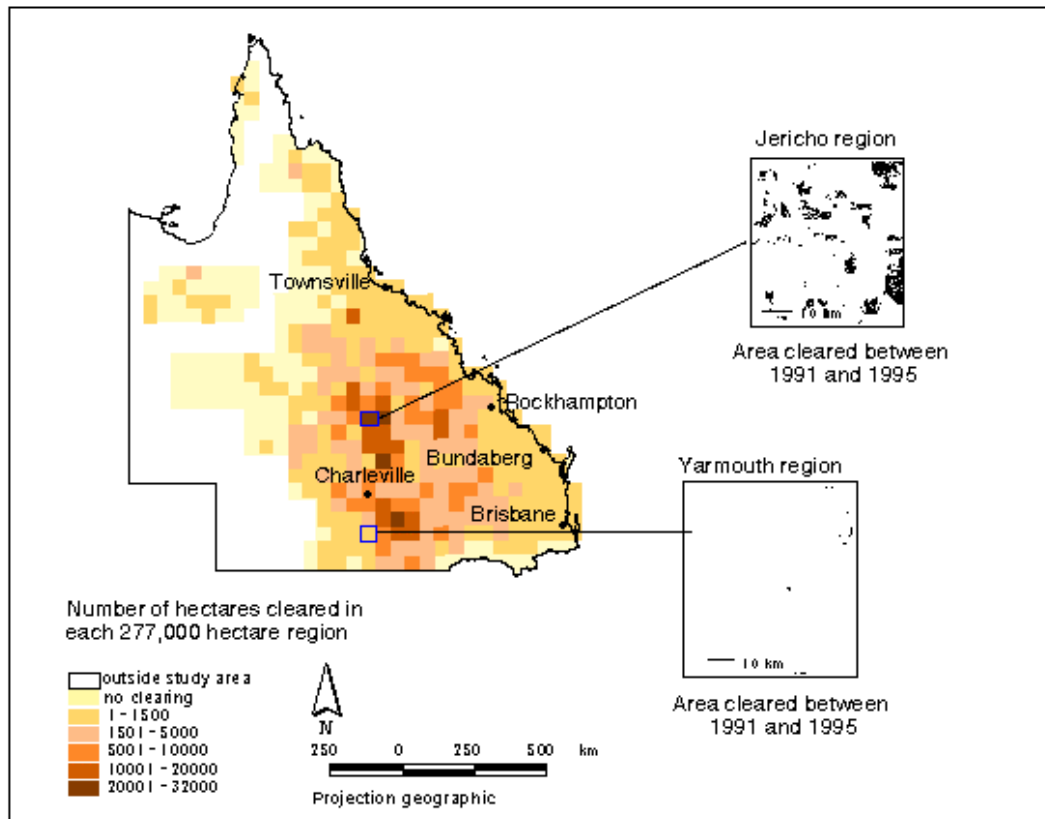 Jericho region
10 km
Area cleared between
1991 and 1995
Townsville
Rockhampton
Bundaberg
Charleville
Brisbane
Yarmouth region
10 km
Area cleared between
1991 and 1995
Number of hectares cleared in
each 277,000 hectare region
outside study area
no clearing
1-1500
1501-5000
5001-10000
10001-20000
20001-32000
N
250 0 250 500 km
Projection geographic